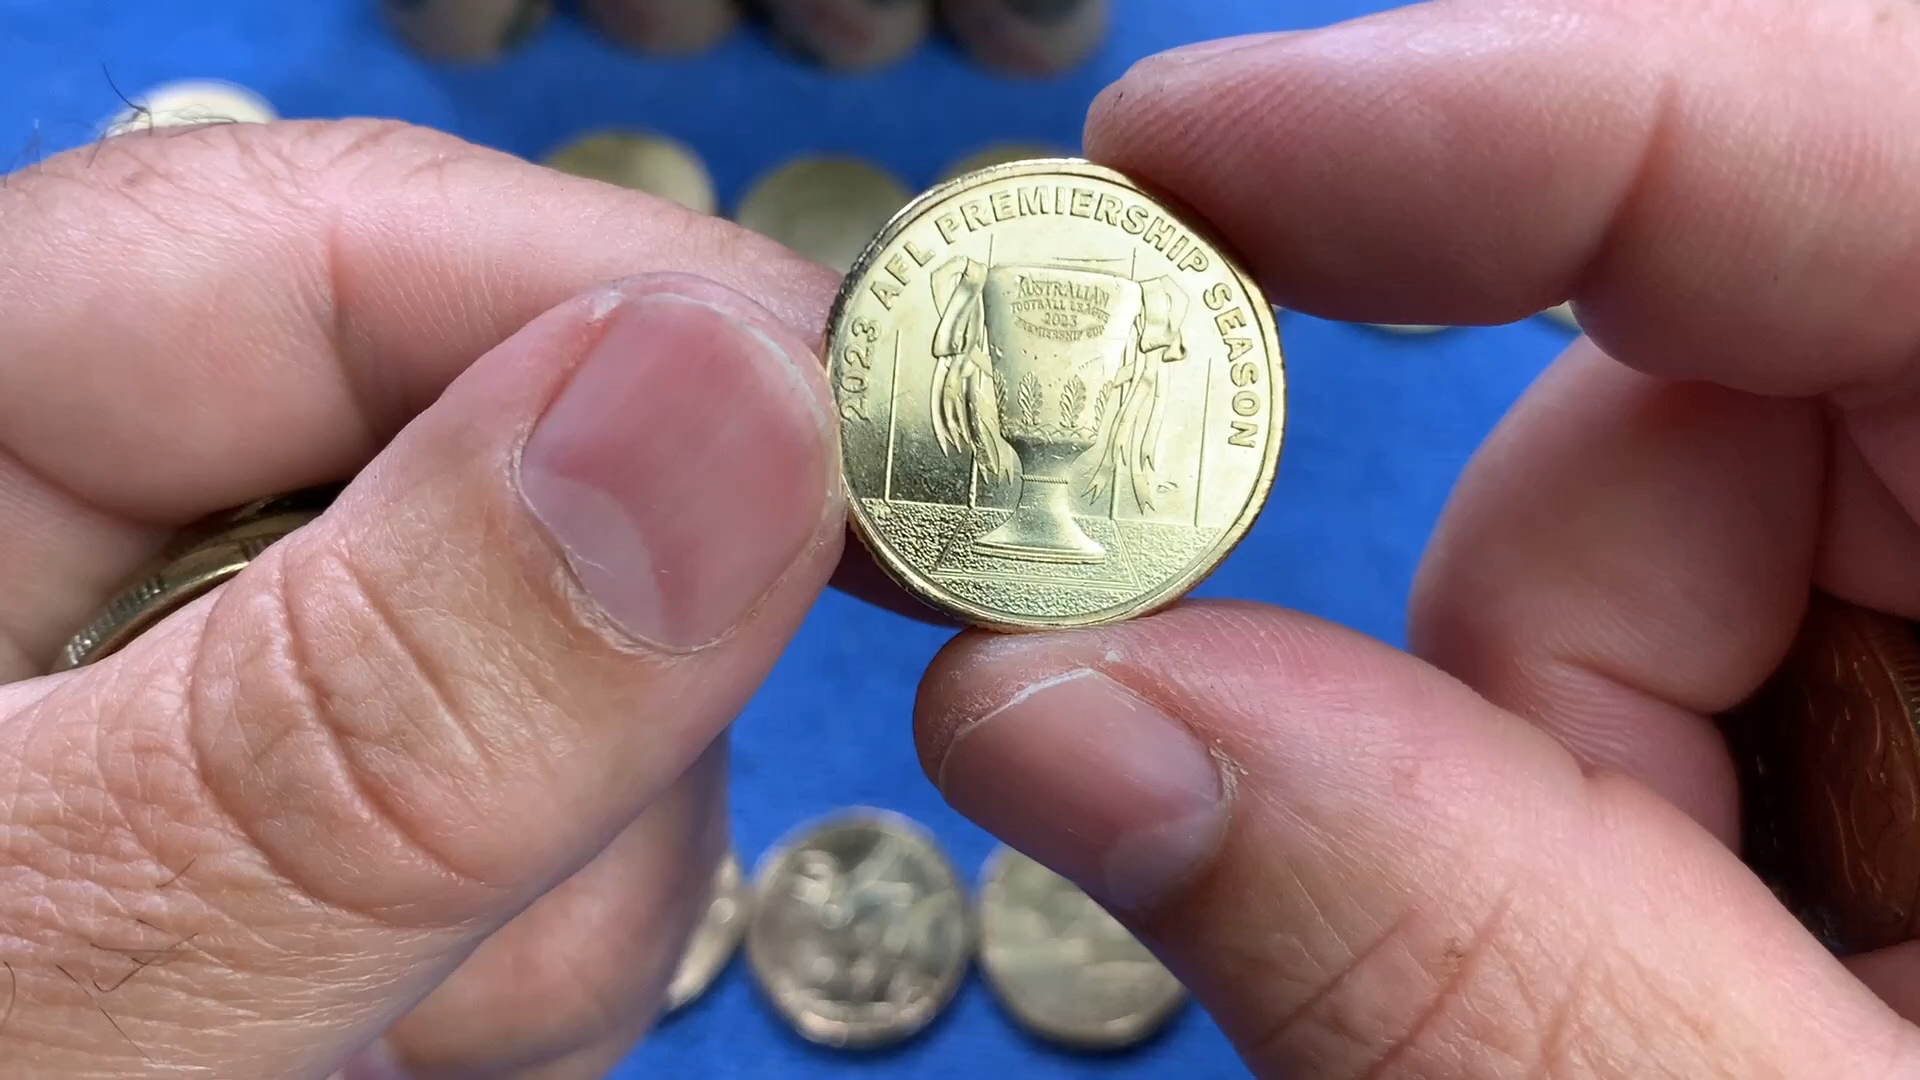 2023 AFL PREMIERSHIP SEASON
AUSTRALIAN
FOOTBALL LEAGUE
2023
PREMIERSHIP CUP